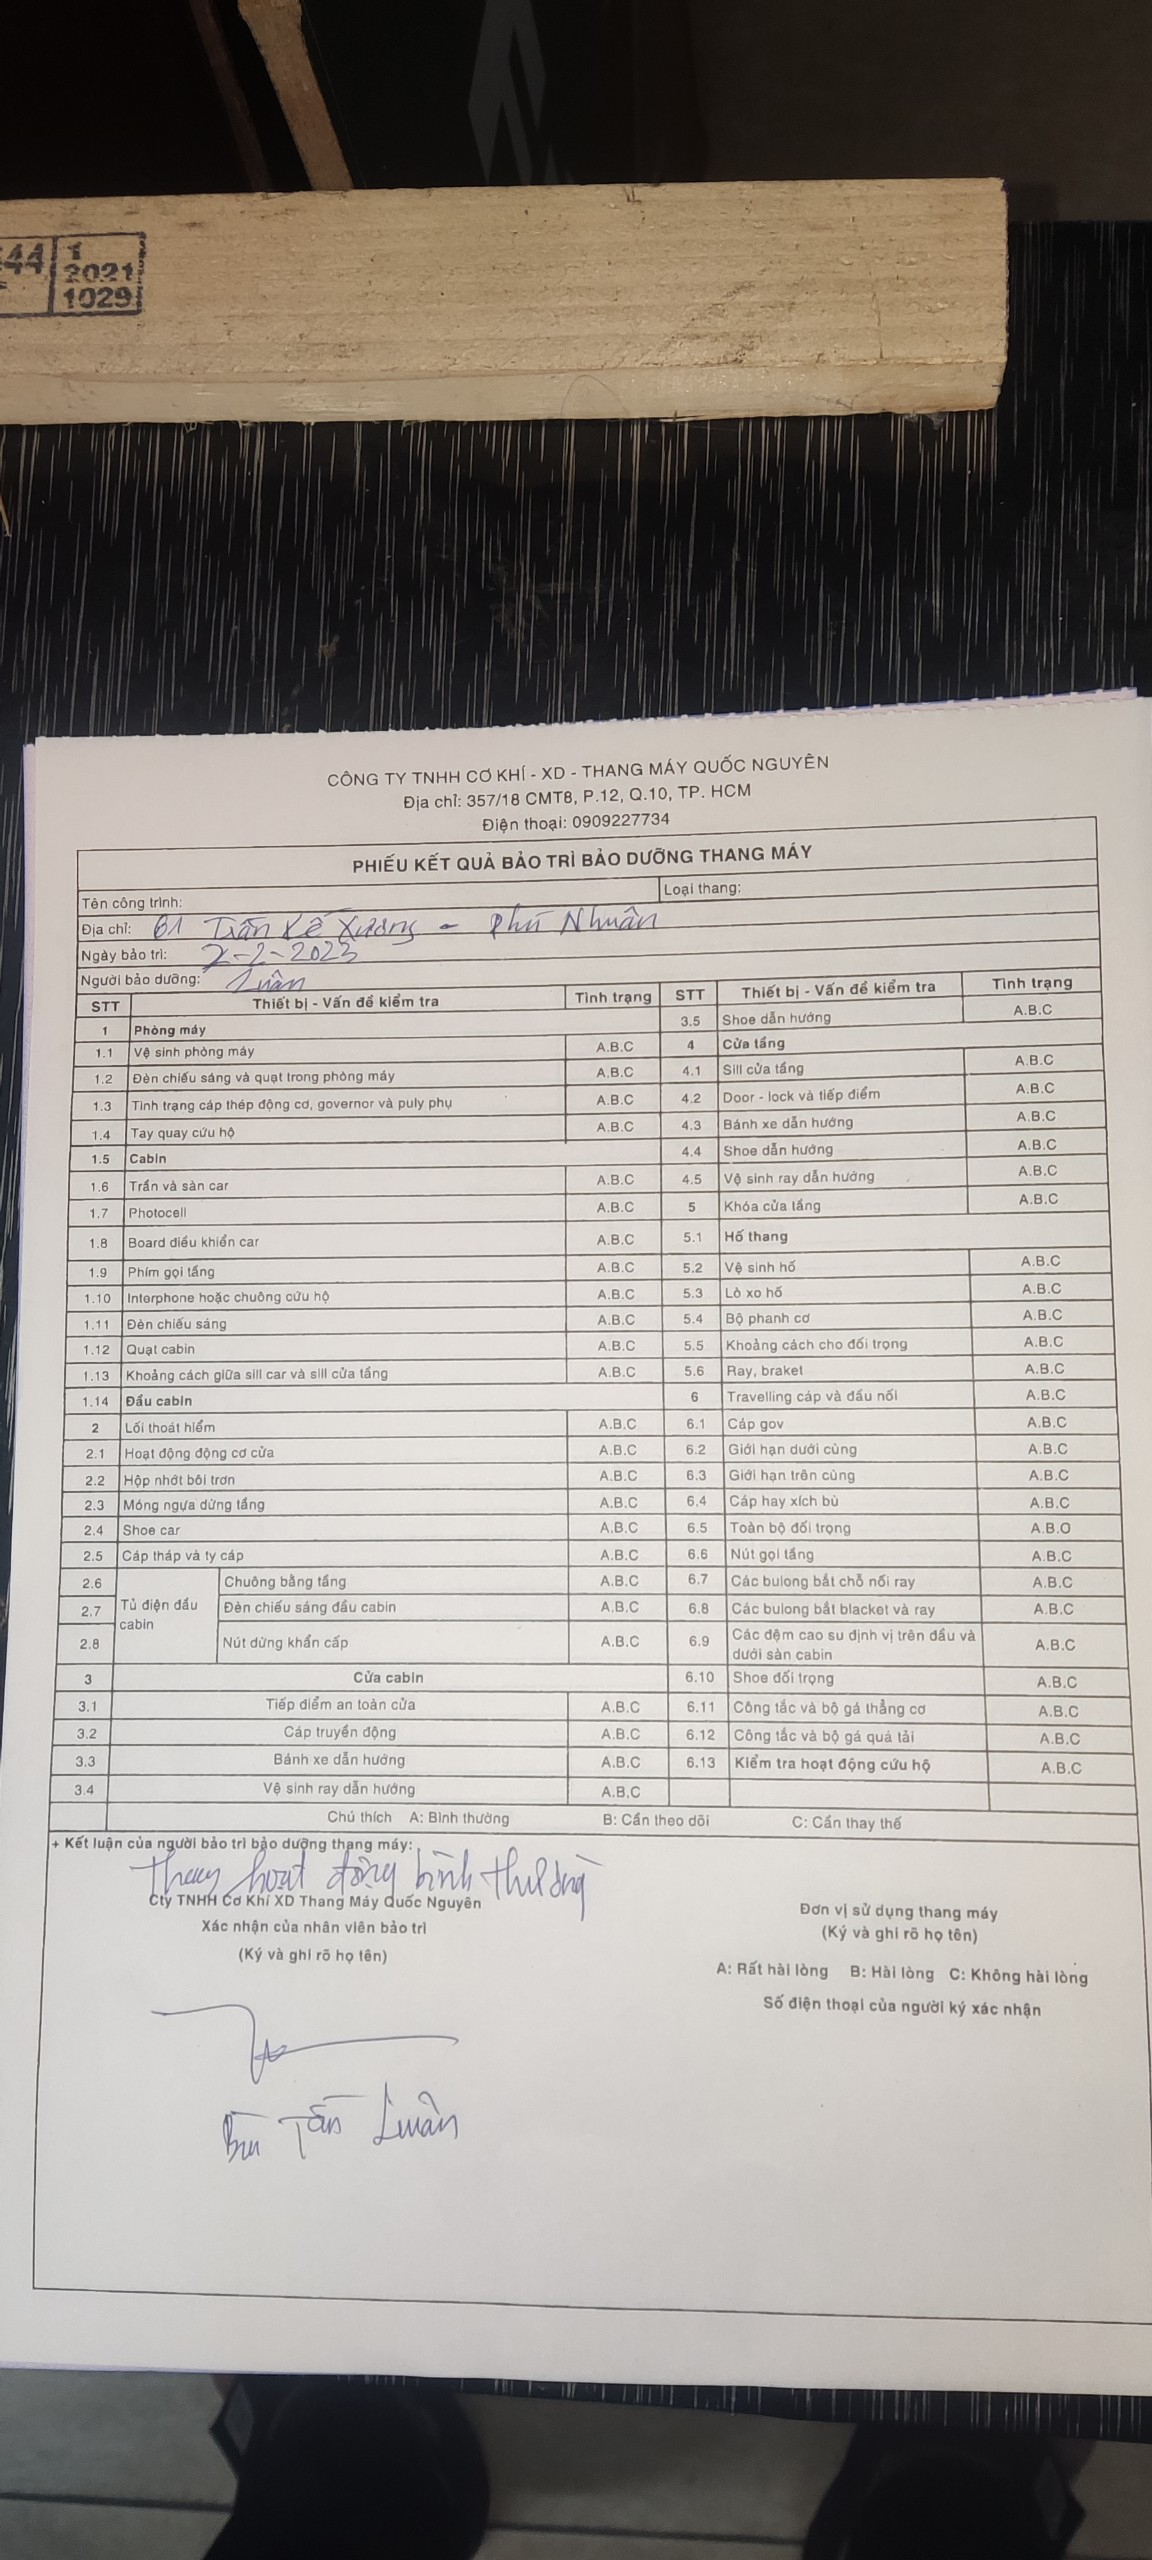 44
1
2021
1029
CÔNG TY TNHH CƠ KHÍ - XD - THANG MÁY QUỐC NGUYÊN
Địa chỉ: 357/18 CMT8, P.12, Q.10, TP. HCM
Điện thoại: 0909227734
PHIẾU KẾT QUẢ BẢO TRÌ BẢO DƯỠNG THANG MÁY
Tên công trình: Loại thang:
Địa chỉ: 61 Trần Kế Xương - Phú Nhuận
Ngày bảo trì: 2-2-2023
Người bảo dưỡng: Luân
STT Thiết bị - Vấn đề kiểm tra Tình trạng STT Thiết bị - Vấn đề kiểm tra Tình trạng
1 Phòng máy 3.5 Shoe dẫn hướng A.B.C
1.1 Vệ sinh phòng máy A.B.C 4 Cửa tầng
1.2 Đèn chiếu sáng và quạt trong phòng máy A.B.C 4.1 Sill cửa tầng A.B.C
1.3 Tình trạng cáp thép động cơ, governor và puly phụ A.B.C 4.2 Door - lock và tiếp điểm A.B.C
1.4 Tay quay cứu hộ A.B.C 4.3 Bánh xe dẫn hướng A.B.C
1.5 Cabin 4.4 Shoe dẫn hướng A.B.C
1.6 Trần và sàn car A.B.C 4.5 Vệ sinh ray dẫn hướng A.B.C
1.7 Photocell A.B.C 5 Khóa cửa tầng A.B.C
1.8 Board điều khiển car A.B.C 5.1 Hố thang
1.9 Phím gọi tầng A.B.C 5.2 Vệ sinh hố A.B.C
1.10 Interphone hoặc chuông cứu hộ A.B.C 5.3 Lò xo hố A.B.C
1.11 Đèn chiếu sáng A.B.C 5.4 Bộ phanh cơ A.B.C
1.12 Quạt cabin A.B.C 5.5 Khoảng cách cho đối trọng A.B.C
1.13 Khoảng cách giữa sill car và sill cửa tầng A.B.C 5.6 Ray, braket A.B.C
1.14 Đầu cabin 6 Travelling cáp và đấu nối A.B.C
2 Lối thoát hiểm A.B.C 6.1 Cáp gov A.B.C
2.1 Hoạt động động cơ cửa A.B.C 6.2 Giới hạn dưới cùng A.B.C
2.2 Hộp nhớt bôi trơn A.B.C 6.3 Giới hạn trên cùng A.B.C
2.3 Móng ngựa dừng tầng A.B.C 6.4 Cáp hay xích bù A.B.C
2.4 Shoe car A.B.C 6.5 Toàn bộ đối trọng A.B.O
2.5 Cáp tháp và ty cáp A.B.C 6.6 Nút gọi tầng A.B.C
2.6 Chuông bằng tầng A.B.C 6.7 Các bulong bắt chỗ nối ray A.B.C
2.7 Tủ điện đầu cabin Đèn chiếu sáng đầu cabin A.B.C 6.8 Các bulong bắt blacket và ray A.B.C
2.8 Nút dừng khẩn cấp A.B.C 6.9 Các đệm cao su định vị trên đầu và dưới sàn cabin A.B.C
3 Cửa cabin 6.10 Shoe đối trọng A.B.C
3.1 Tiếp điểm an toàn cửa A.B.C 6.11 Công tắc và bộ gá thắng cơ A.B.C
3.2 Cáp truyền động A.B.C 6.12 Công tắc và bộ gá quá tải A.B.C
3.3 Bánh xe dẫn hướng A.B.C 6.13 Kiểm tra hoạt động cứu hộ A.B.C
3.4 Vệ sinh ray dẫn hướng A.B.C
Chú thích A: Bình thường B: Cần theo dõi C: Cần thay thế
+ Kết luận của người bảo trì bảo dưỡng thang máy:
Thang hoạt động bình thường
Cty TNHH Cơ Khí XD Thang Máy Quốc Nguyên
Xác nhận của nhân viên bảo trì
(Ký và ghi rõ họ tên)
Đơn vị sử dụng thang máy
(Ký và ghi rõ họ tên)
A: Rất hài lòng B: Hài lòng C: Không hài lòng
Số điện thoại của người ký xác nhận
Bùi Tấn Luân